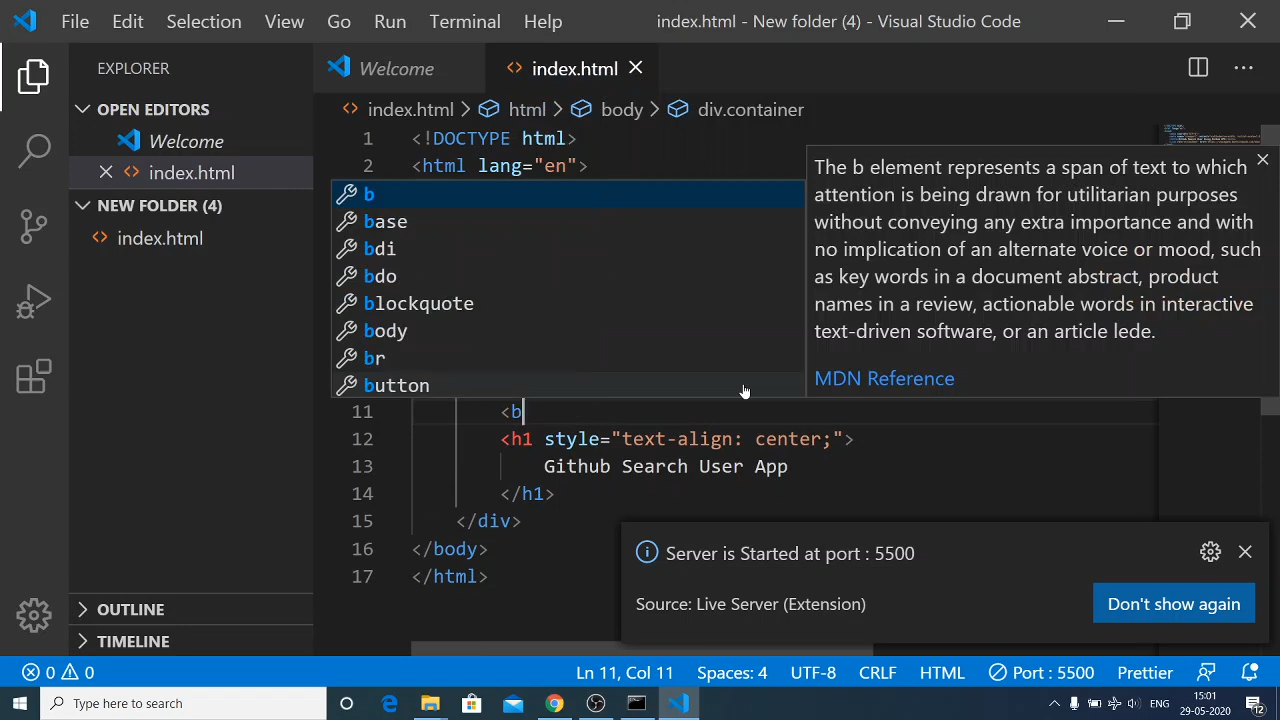 File Edit Selection View Go Run Terminal Help index.html - New folder (4) - Visual Studio Code
EXPLORER
OPEN EDITORS
Welcome
index.html
NEW FOLDER (4)
index.html
OUTLINE
TIMELINE
Welcome index.html
index.html html body div.container
1 <!DOCTYPE html>
2 <html lang="en">
b
base
bdi
bdo
blockquote
body
br
button
The b element represents a span of text to which
attention is being drawn for utilitarian purposes
without conveying any extra importance and with
no implication of an alternate voice or mood, such
as key words in a document abstract, product
names in a review, actionable words in interactive
text-driven software, or an article lede.
MDN Reference
11 <b
12 <h1 style="text-align: center;">
13 Github Search User App
14 </h1>
15 </div>
16 </body>
17 </html>
Server is Started at port : 5500
Source: Live Server (Extension)
Don't show again
0 0 Ln 11, Col 11 Spaces: 4 UTF-8 CRLF HTML Port : 5500 Prettier
Type here to search
ENG
15:01
29-05-2020
12